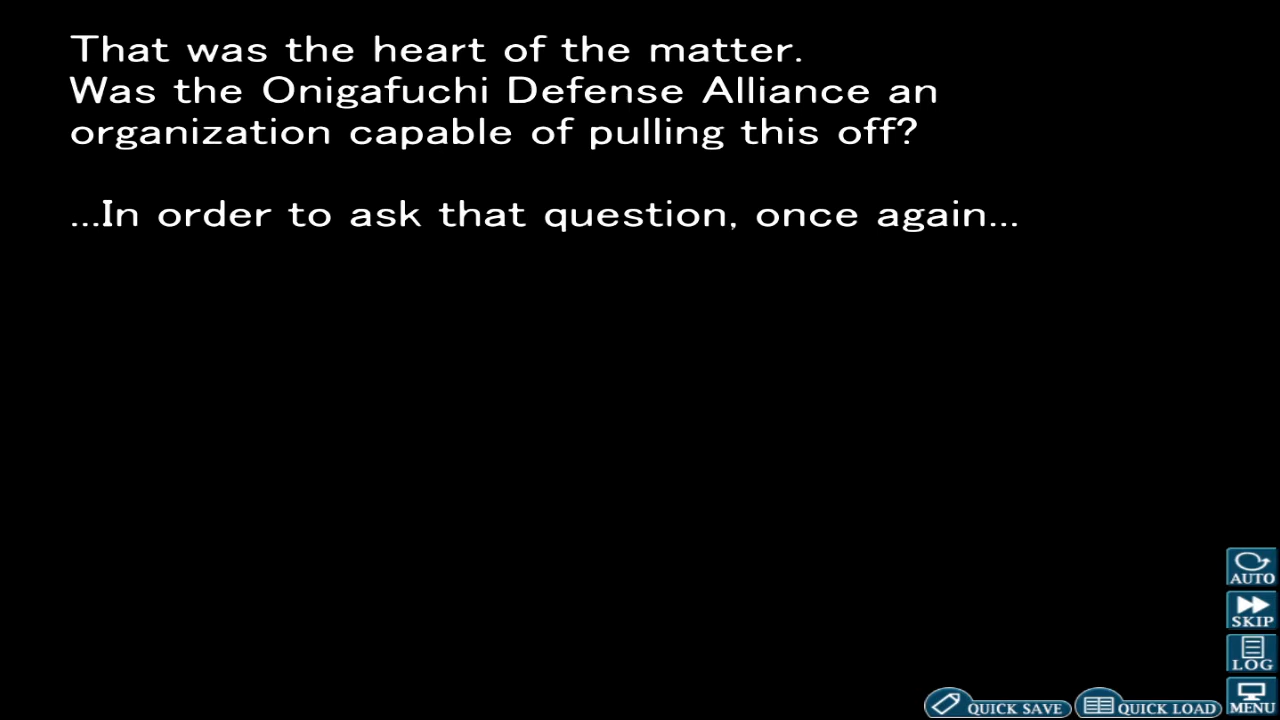 That was the heart of the matter.
Was the Onigafuchi Defense Alliance an
organization capable of pulling this off?
...In order to ask that question, once again...
AUTO
SKIP
LOG
MENU
QUICK SAVE
QUICK LOAD